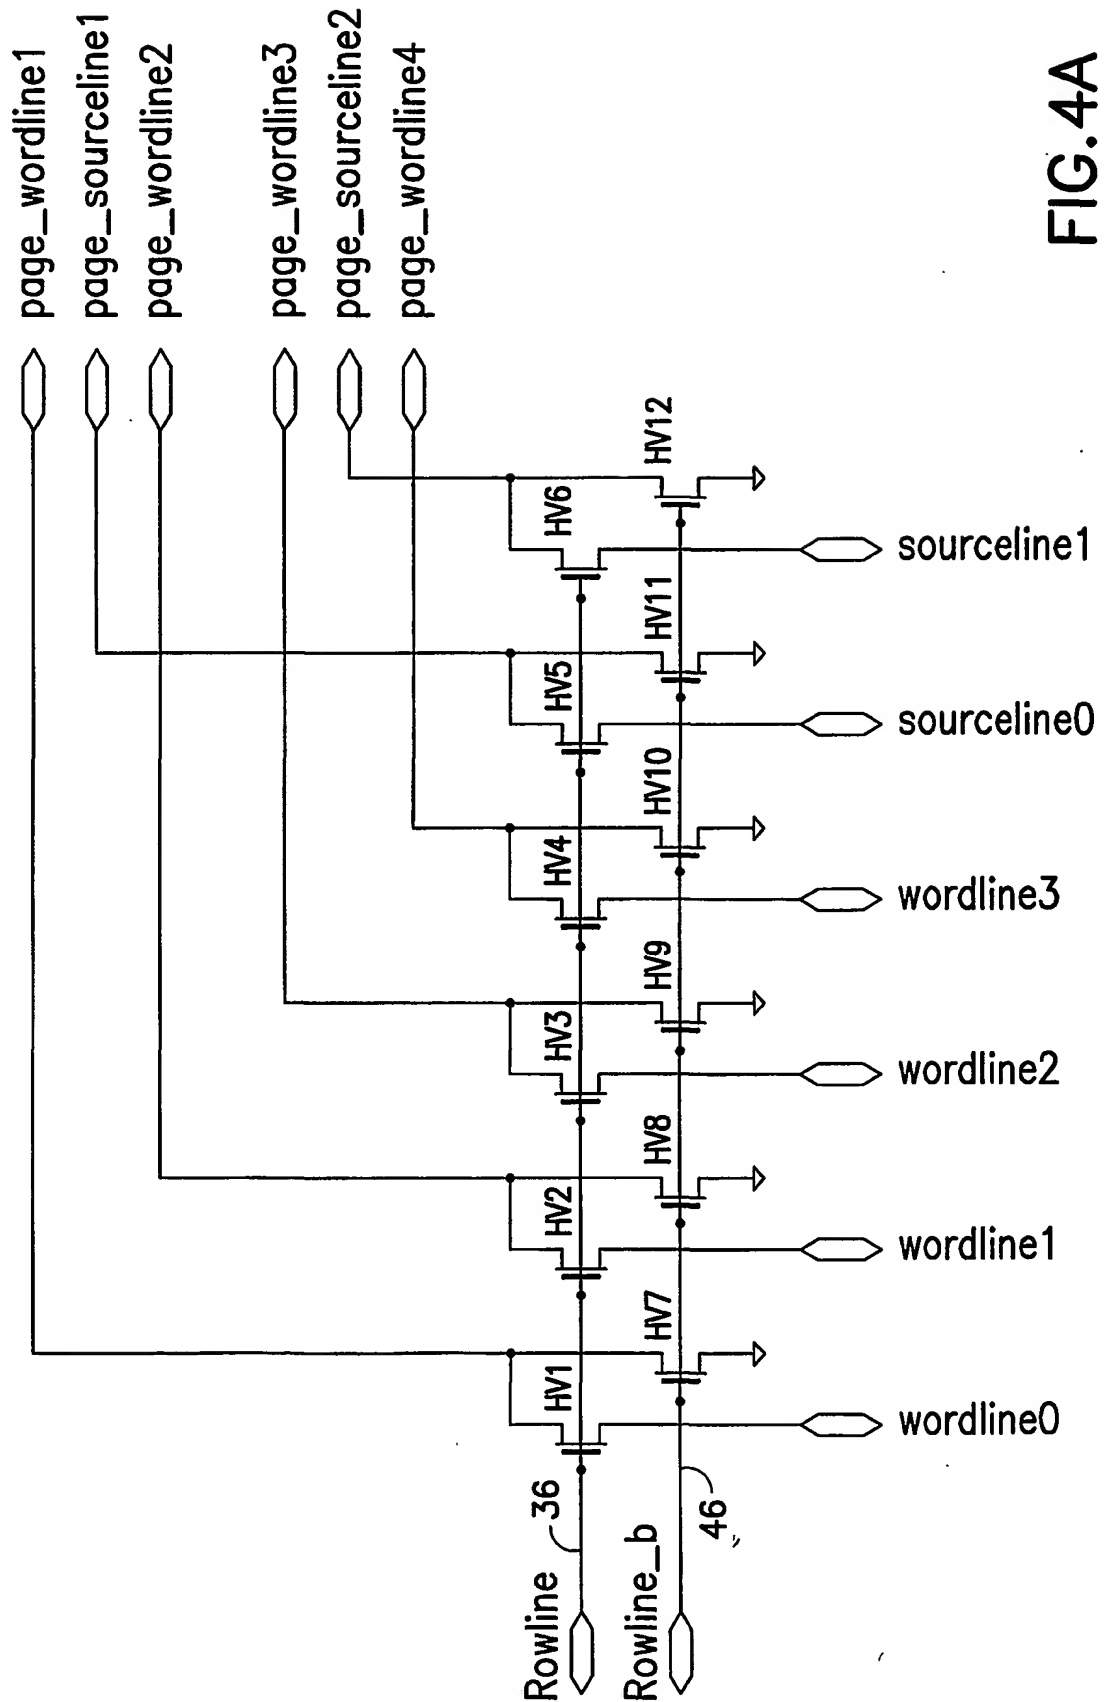 page_wordline1
page_sourceline1
page_wordline2
page_wordline3
page_sourceline2
page_wordline4
HV1
HV2
HV3
HV4
HV5
HV6
HV7
HV8
HV9
HV10
HV11
HV12
Rowline
36
Rowline_b
46
wordline0
wordline1
wordline2
wordline3
sourceline0
sourceline1
FIG.4A